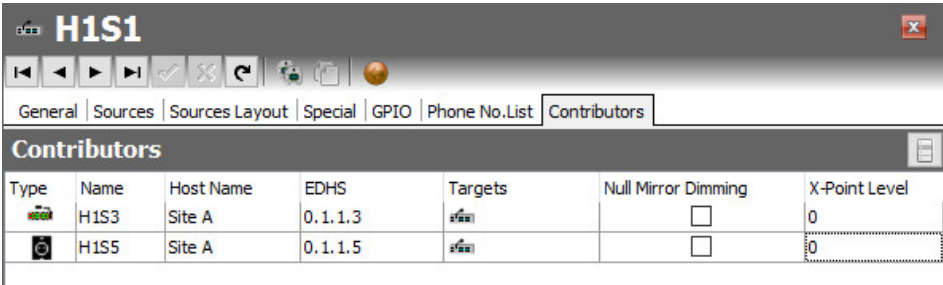 H1S1
General Sources Sources Layout Special GPIO Phone No.List Contributors
Contributors
Type Name Host Name EDHS Targets Null Mirror Dimming X-Point Level
H1S3 Site A 0.1.1.3 0
H1S5 Site A 0.1.1.5 0